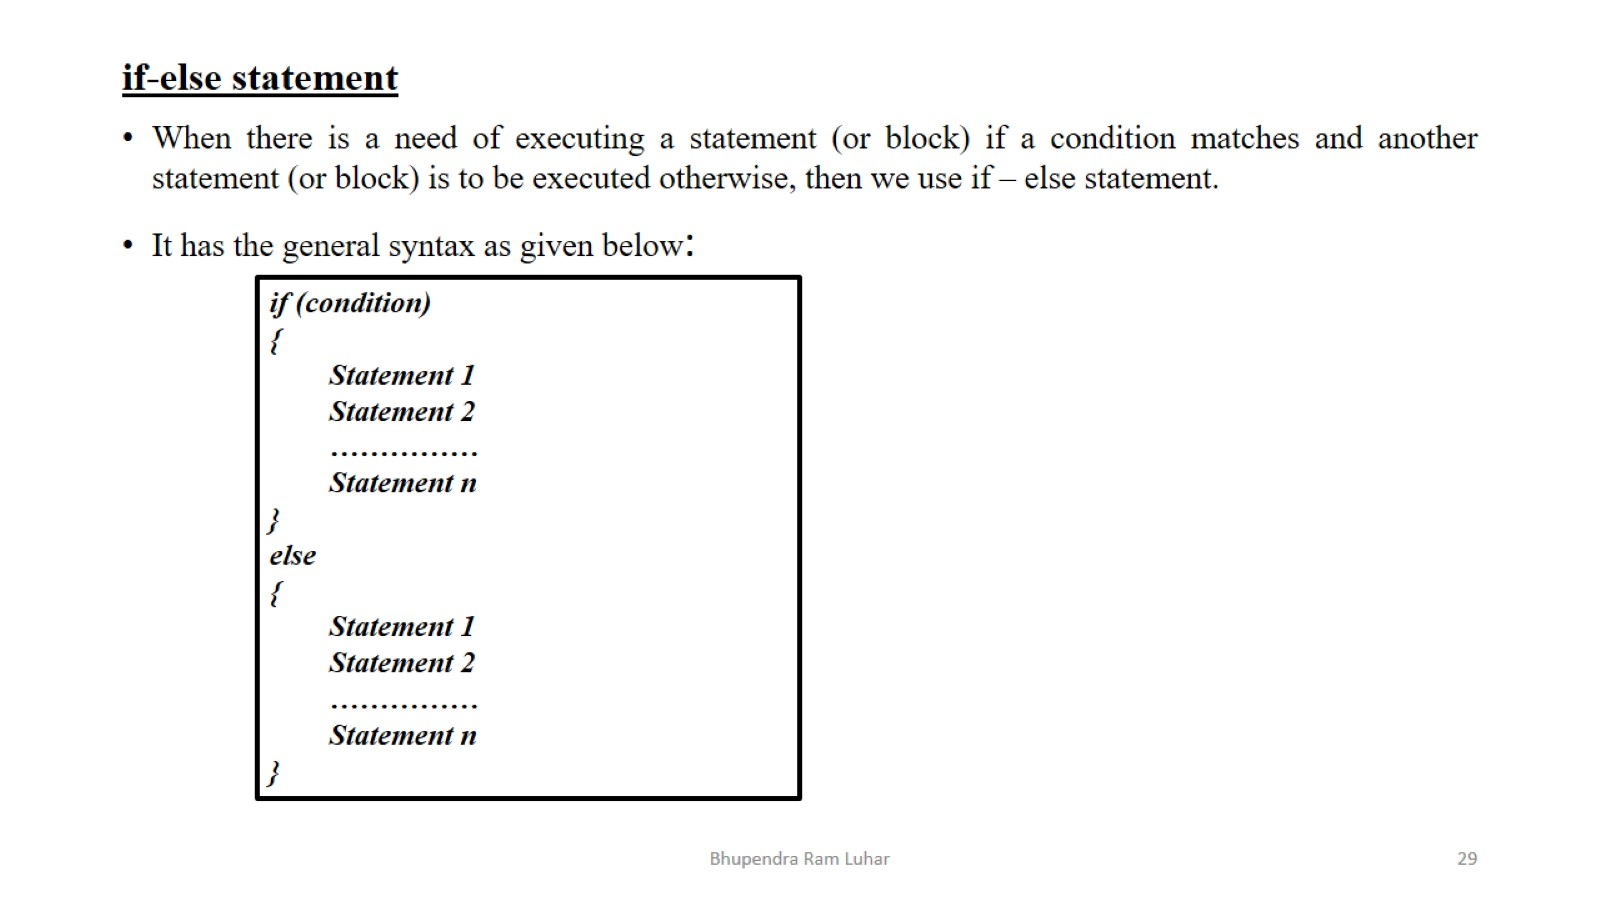 if-else statement
• When there is a need of executing a statement (or block) if a condition matches and another
statement (or block) is to be executed otherwise, then we use if – else statement.
• It has the general syntax as given below:
if (condition)
{
Statement 1
Statement 2
……………
Statement n
}
else
{
Statement 1
Statement 2
……………
Statement n
}
Bhupendra Ram Luhar
29